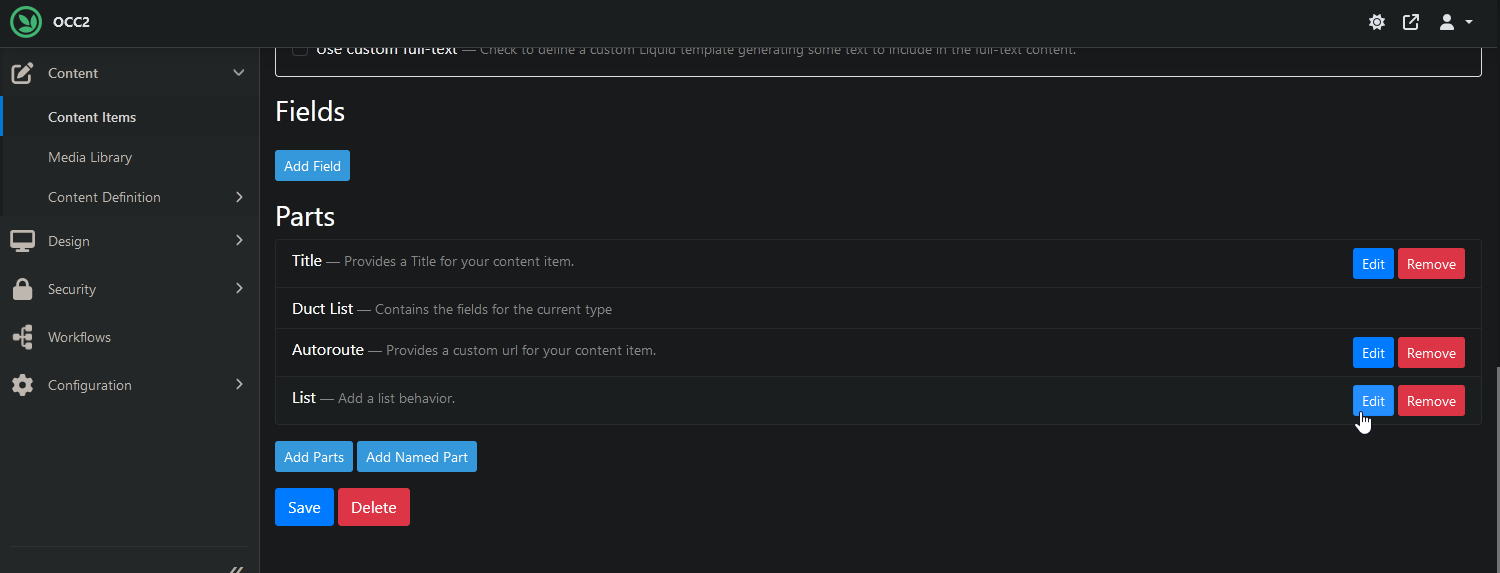 OCC2
Use custom full-text — Check to define a custom Liquid template generating some text to include in the full-text content.
Content
Content Items
Media Library
Content Definition
Design
Security
Workflows
Configuration
Fields
Add Field
Parts
Title — Provides a Title for your content item.
Edit Remove
Duct List — Contains the fields for the current type
Autoroute — Provides a custom url for your content item.
Edit Remove
List — Add a list behavior.
Edit Remove
Add Parts Add Named Part
Save Delete